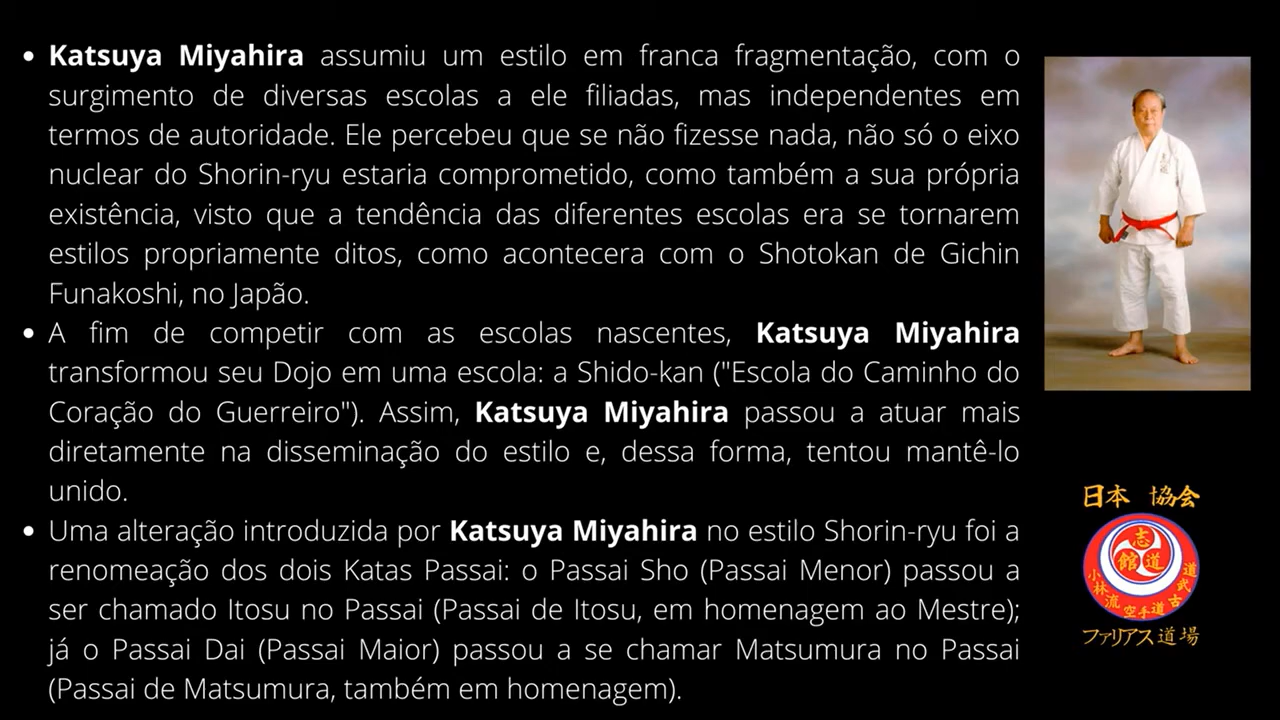 • Katsuya Miyahira assumiu um estilo em franca fragmentação, com o
surgimento de diversas escolas a ele filiadas, mas independentes em
termos de autoridade. Ele percebeu que se não fizesse nada, não só o eixo
nuclear do Shorin-ryu estaria comprometido, como também a sua própria
existência, visto que a tendência das diferentes escolas era se tornarem
estilos propriamente ditos, como acontecera com o Shotokan de Gichin
Funakoshi, no Japão.
• A fim de competir com as escolas nascentes, Katsuya Miyahira
transformou seu Dojo em uma escola: a Shido-kan ("Escola do Caminho do
Coração do Guerreiro"). Assim, Katsuya Miyahira passou a atuar mais
diretamente na disseminação do estilo e, dessa forma, tentou mantê-lo
unido.
• Uma alteração introduzida por Katsuya Miyahira no estilo Shorin-ryu foi a
renomeação dos dois Katas Passai: o Passai Sho (Passai Menor) passou a
ser chamado Itosu no Passai (Passai de Itosu, em homenagem ao Mestre);
já o Passai Dai (Passai Maior) passou a se chamar Matsumura no Passai
(Passai de Matsumura, também em homenagem).
日本 協会
志
館道
小林流空手道古武道
ファリアス道場